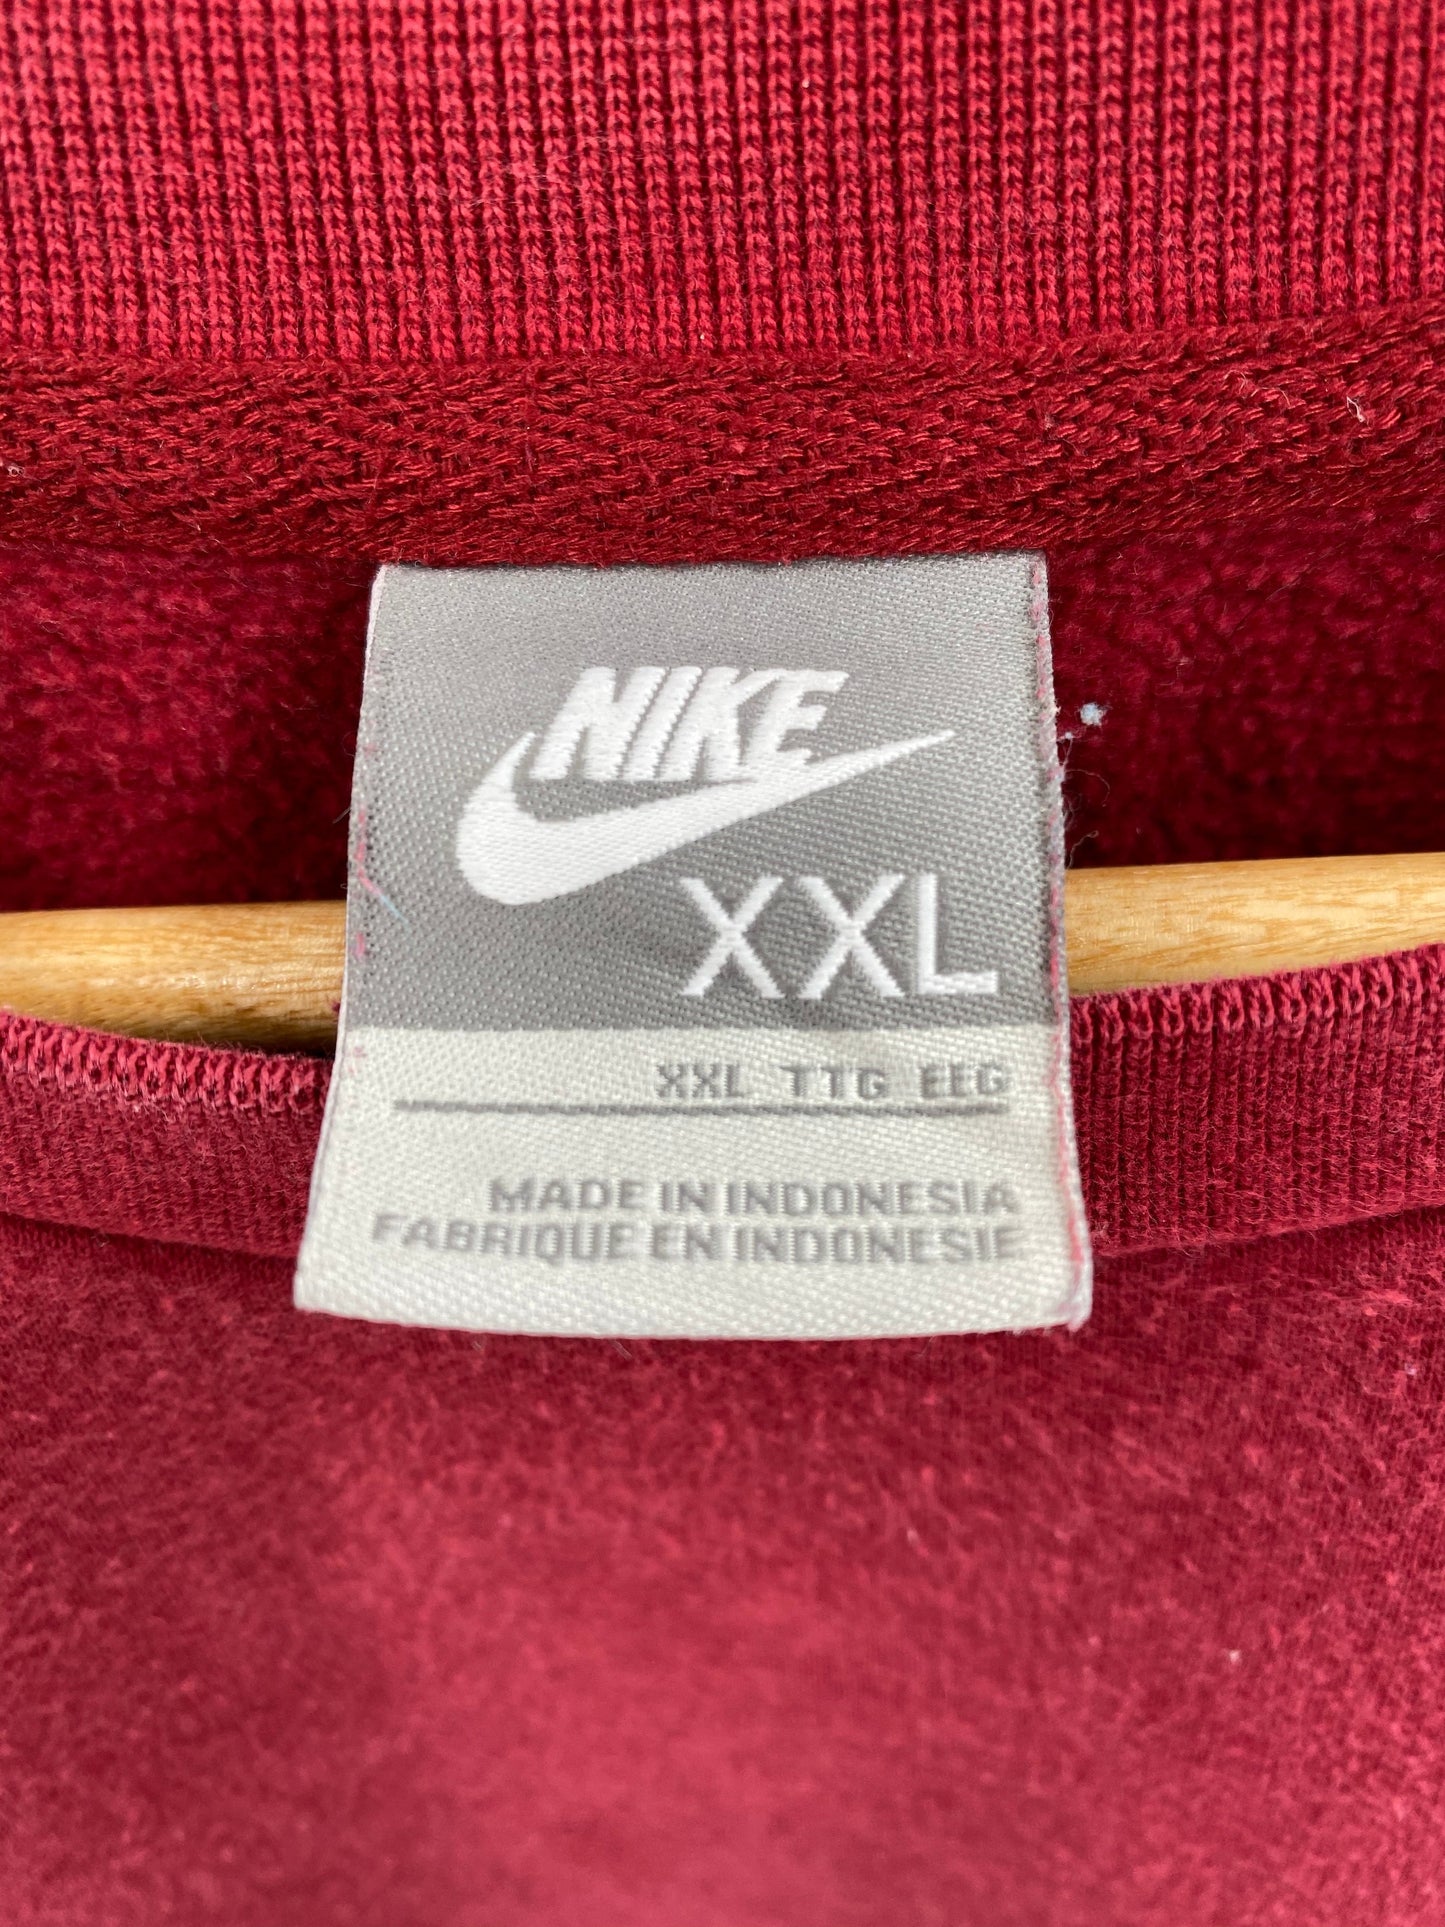 NIKE
XXL
XXL TTG EEG
MADE IN INDONESIA
FABRIQUE EN INDONESIE